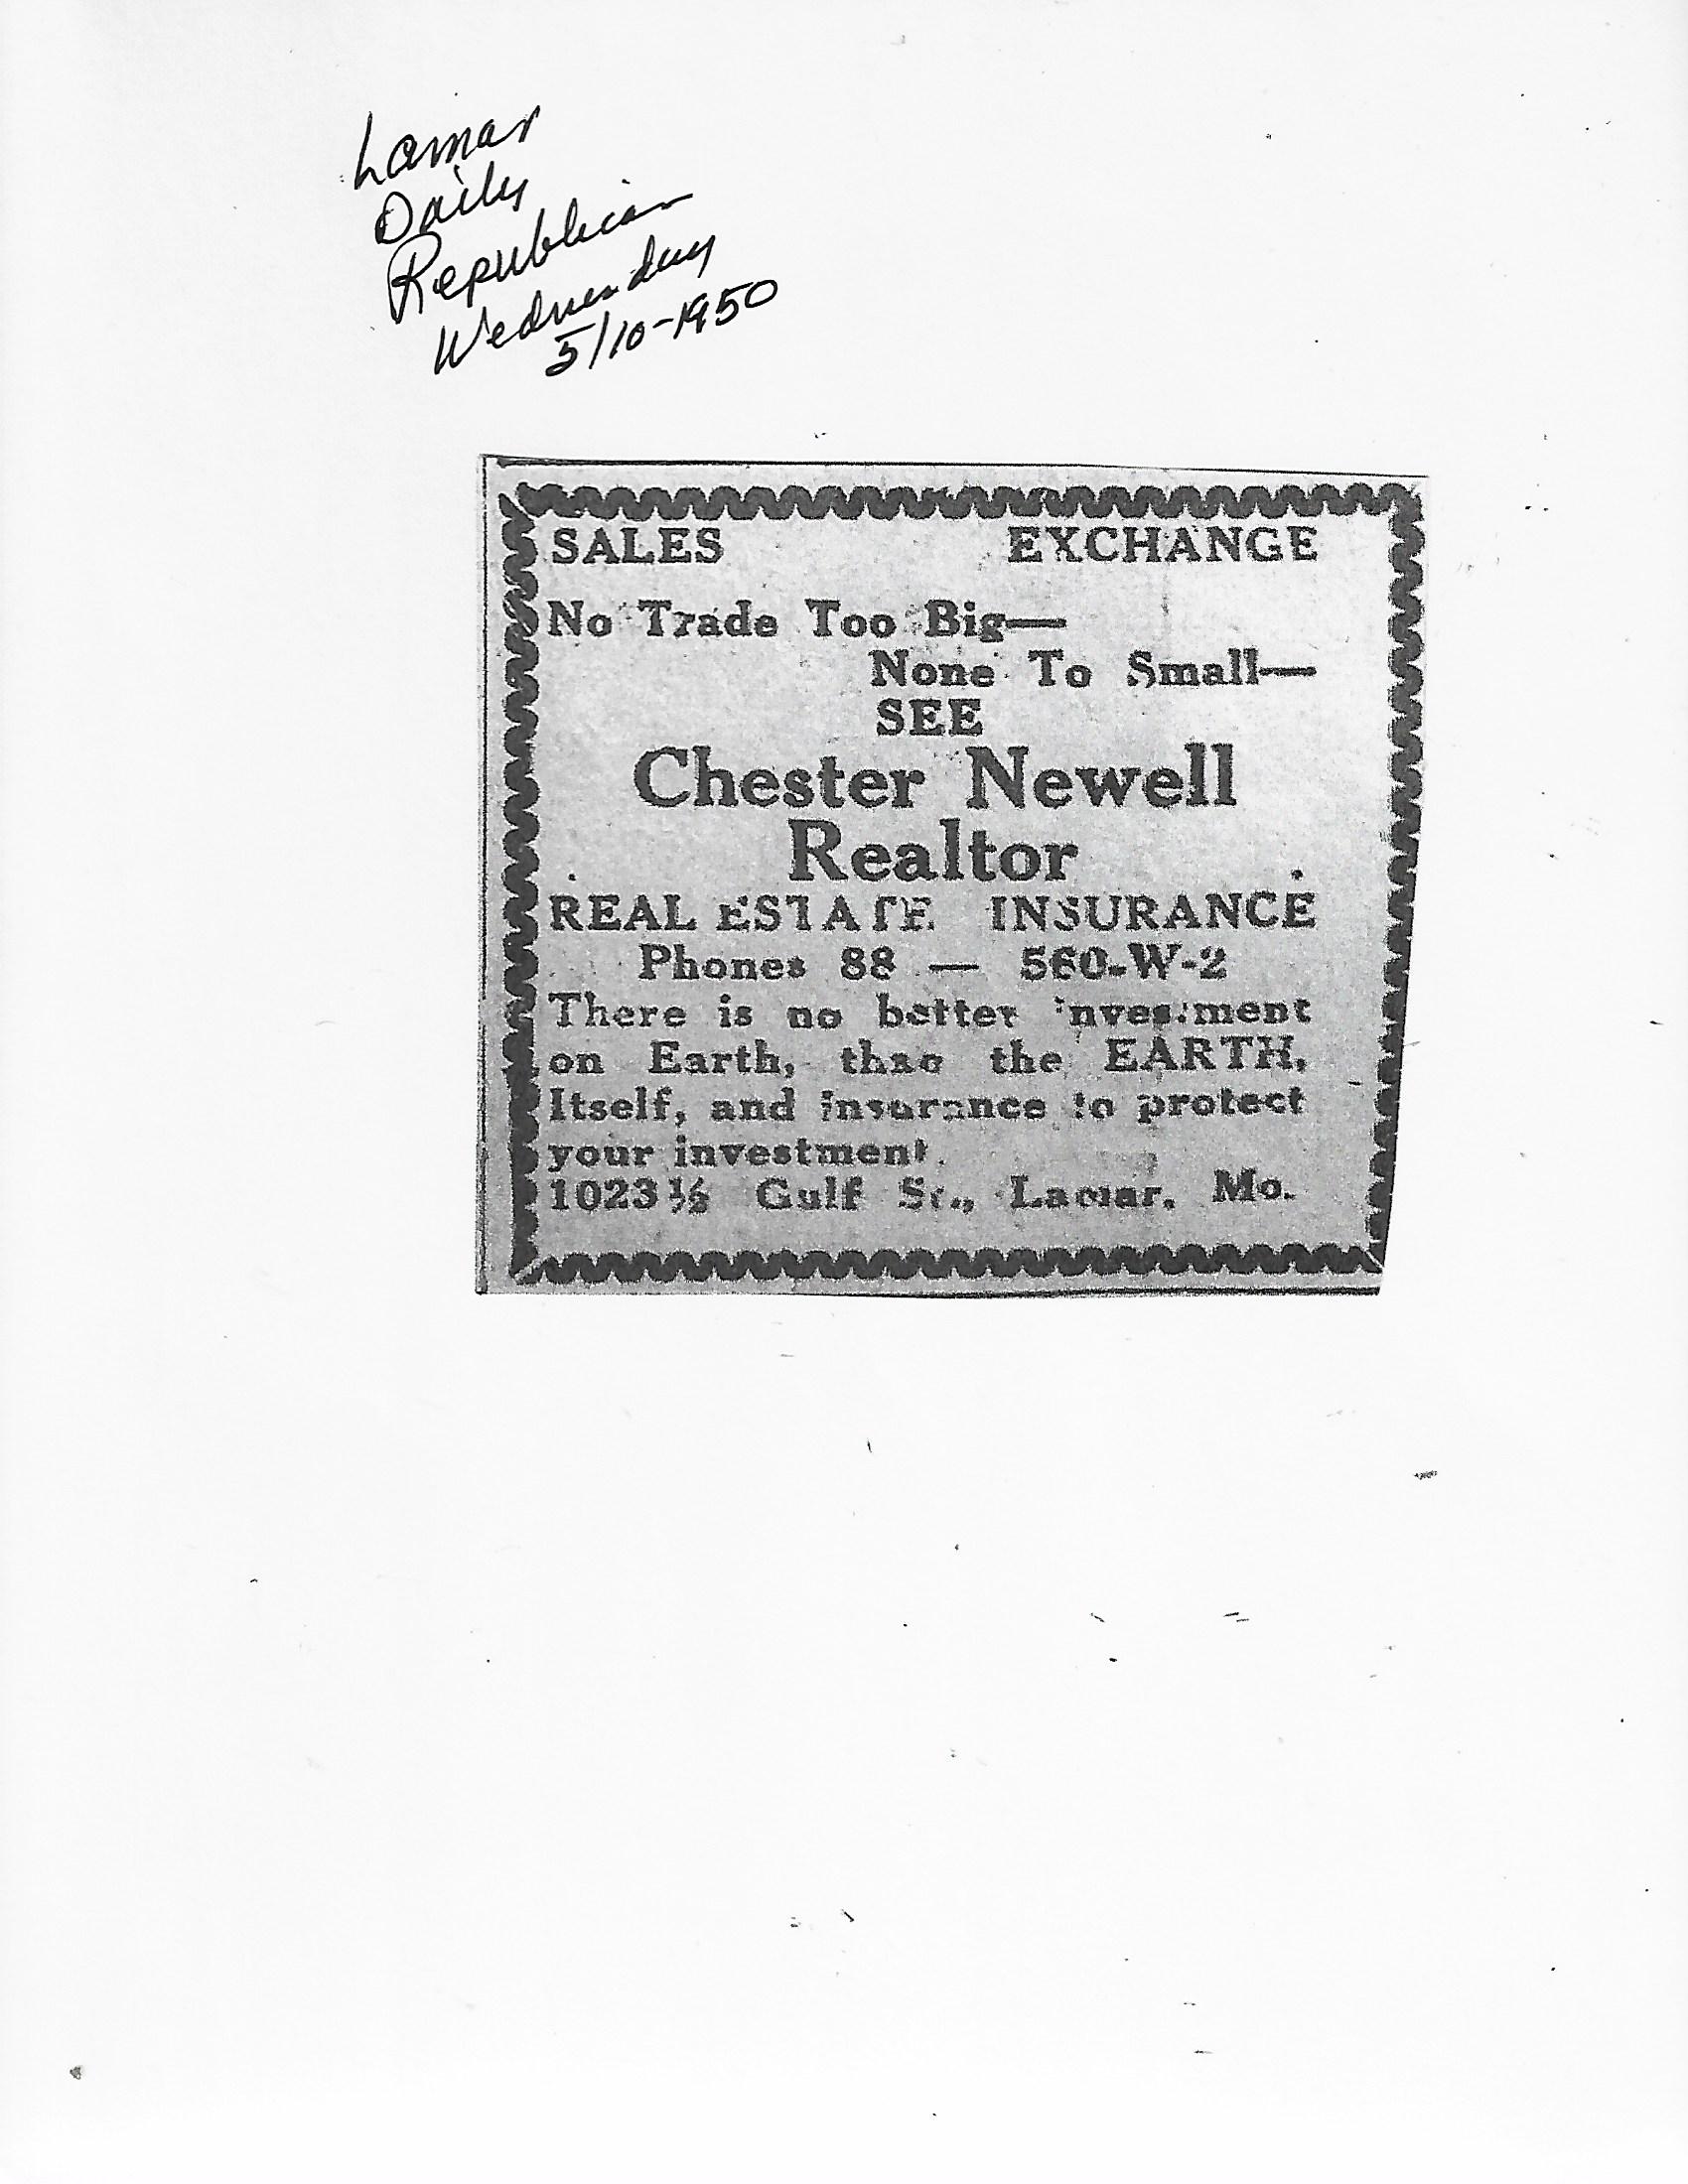 Lamar
Daily
Republican
Wednesday
5/10-1950
SALES EXCHANGE
No Trade Too Big—
None To Small—
SEE
Chester Newell
Realtor
REAL ESTATE INSURANCE
Phones 88 — 560-W-2
There is no better investment
on Earth, than the EARTH,
Itself, and insurance to protect
your investment.
1023 ½ Gulf St., Lamar, Mo.